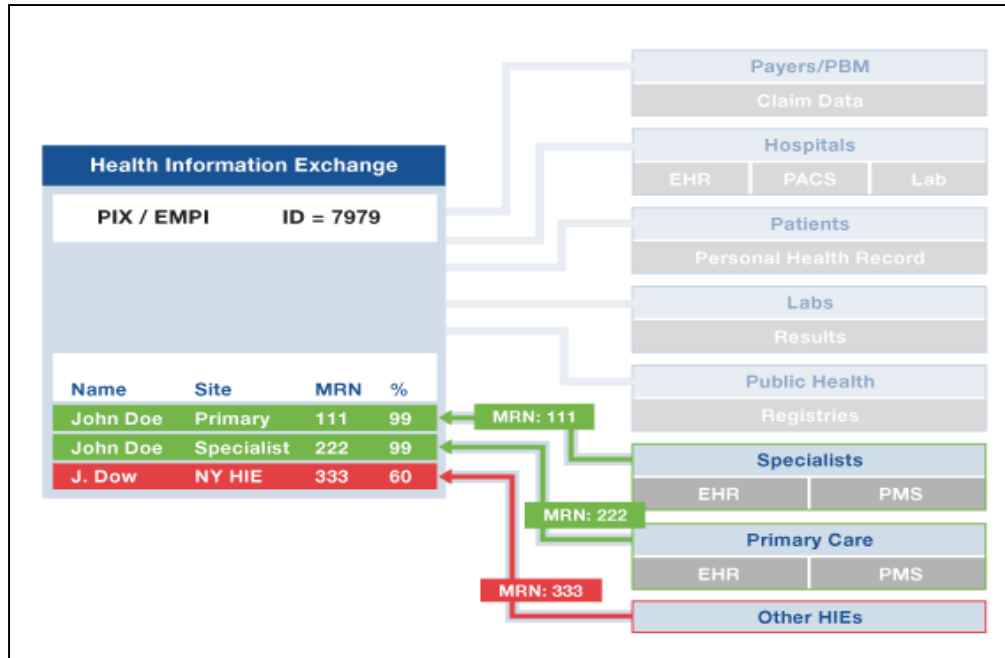 Health Information Exchange
PIX / EMPI ID = 7979
Name Site MRN %
John Doe Primary 111 99
John Doe Specialist 222 99
J. Dow NY HIE 333 60
MRN: 111
MRN: 222
MRN: 333
Payers/PBM
Claim Data
Hospitals
EHR PACS Lab
Patients
Personal Health Record
Labs
Results
Public Health
Registries
Specialists
EHR PMS
Primary Care
EHR PMS
Other HIEs